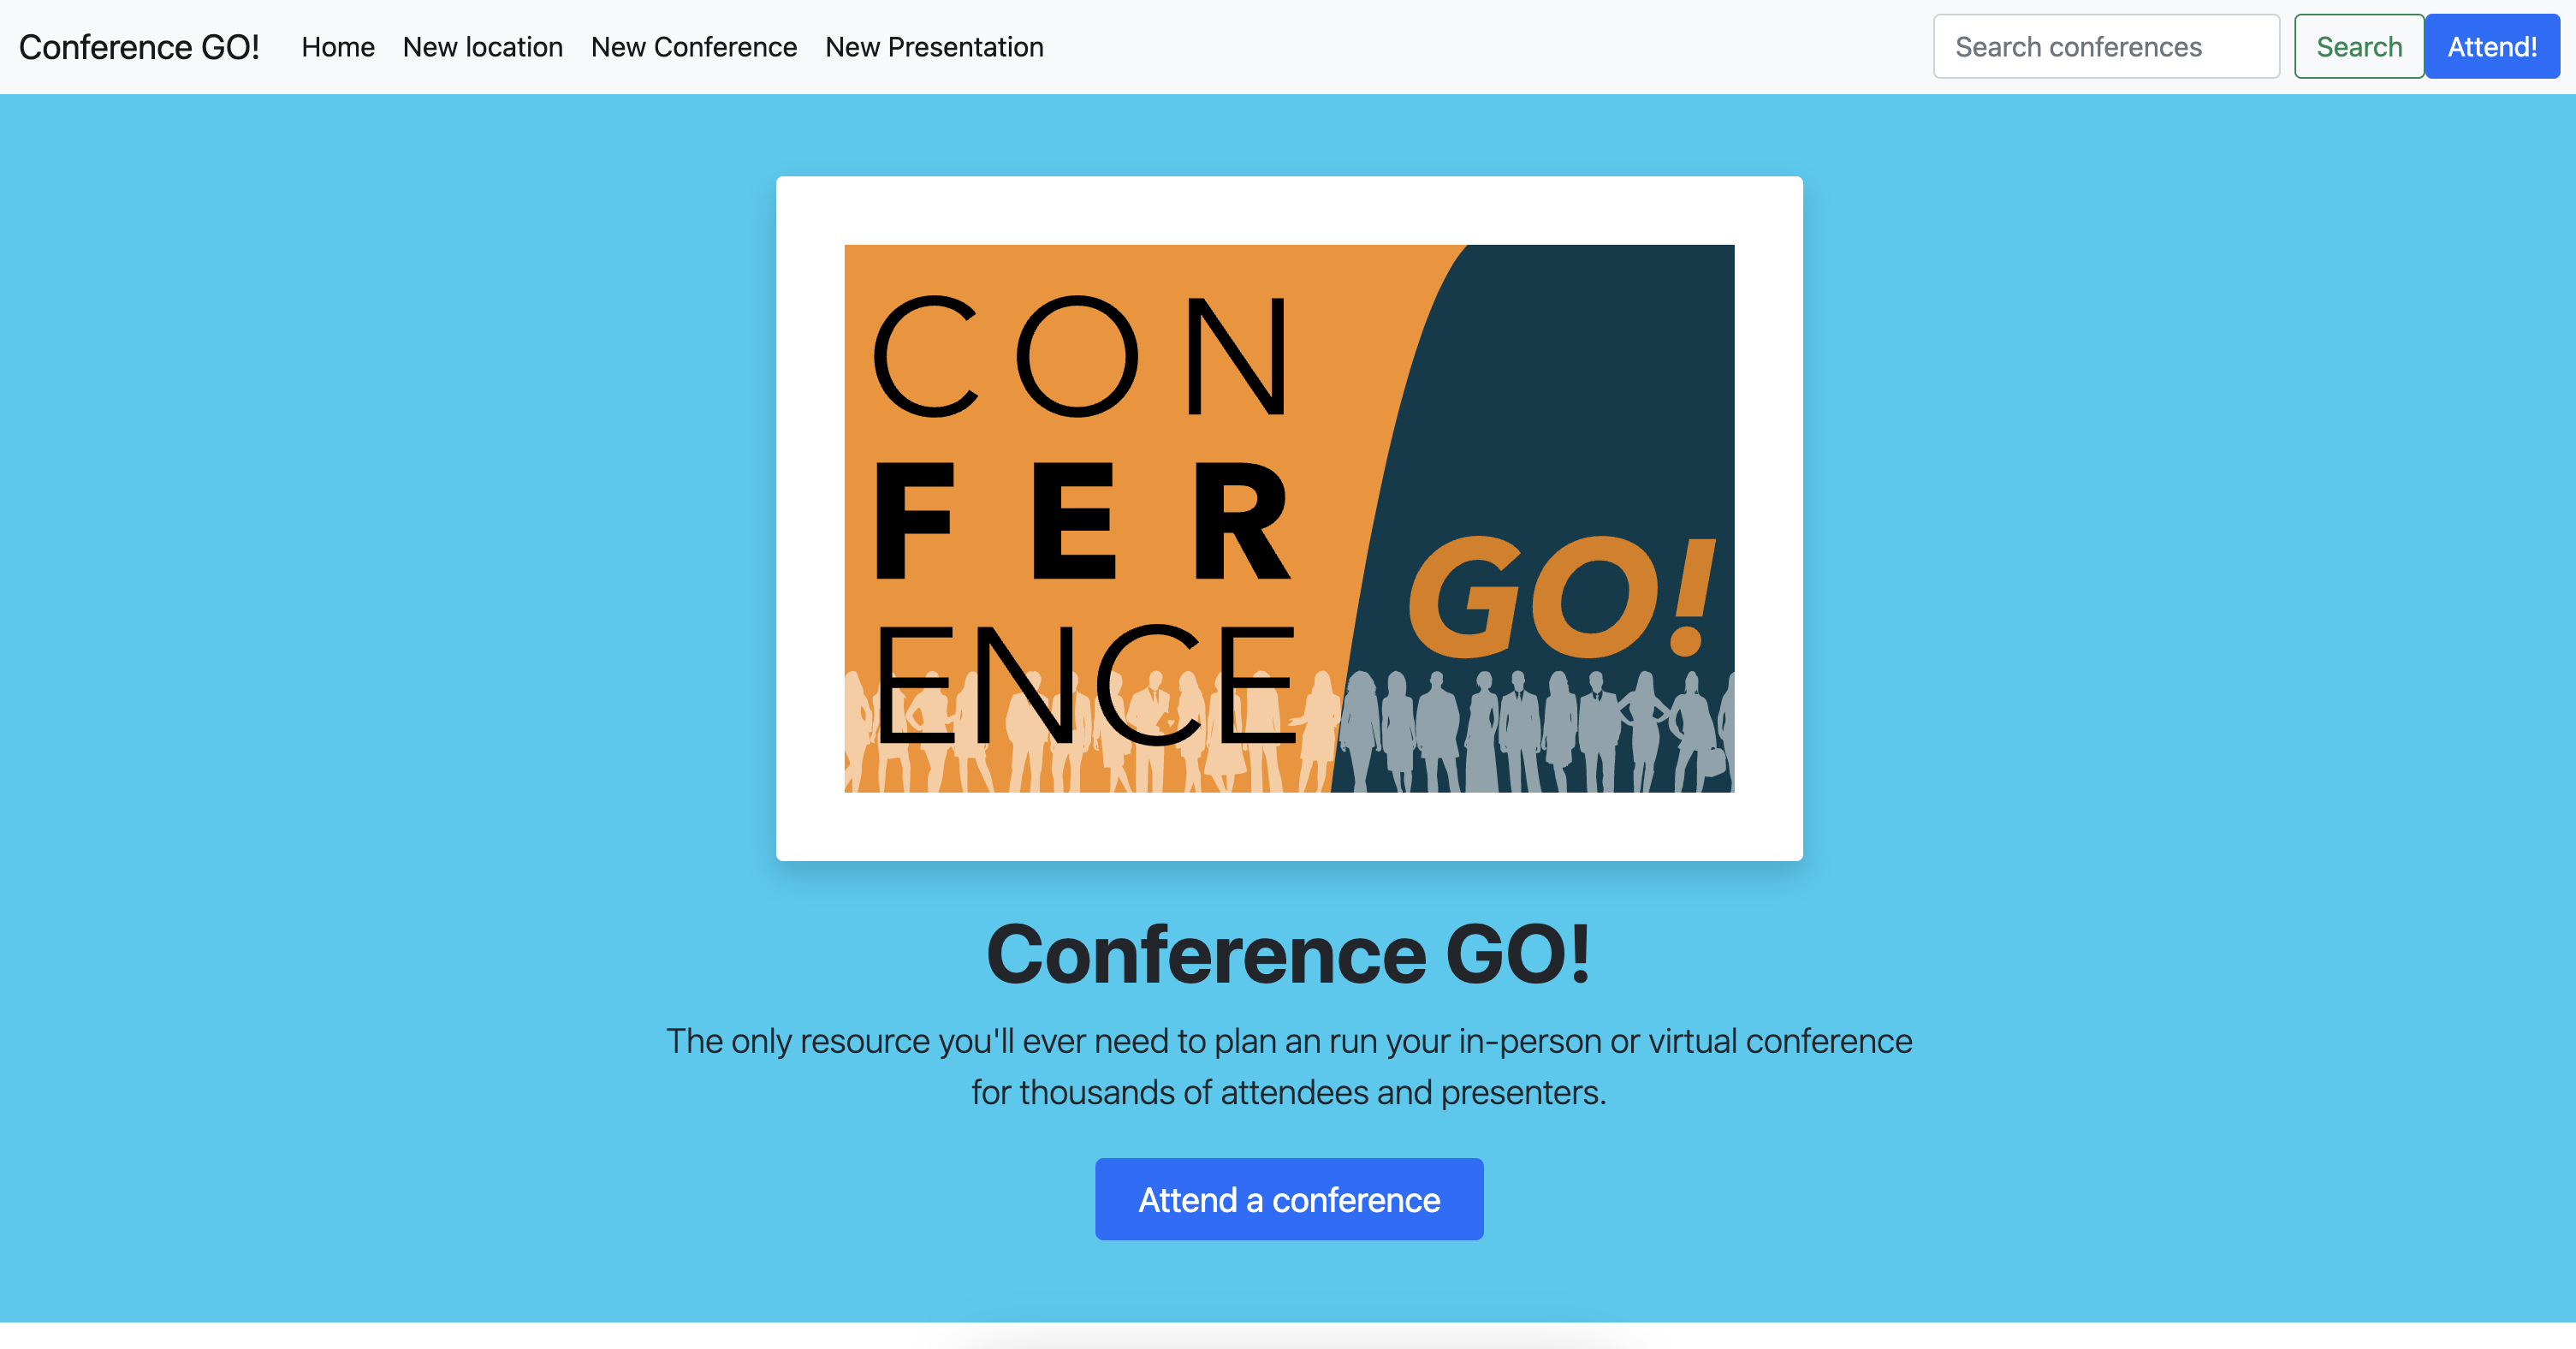 Conference GO! Home New location New Conference New Presentation Search conferences Search Attend!
CON
FER
ENCE
GO!
Conference GO!
The only resource you'll ever need to plan an run your in-person or virtual conference
for thousands of attendees and presenters.
Attend a conference